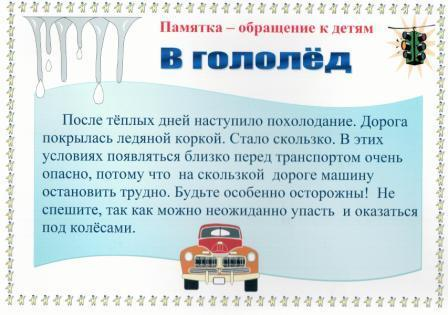 Памятка – обращение к детям
В гололёд
После тёплых дней наступило похолодание. Дорога
покрылась ледяной коркой. Стало скользко. В этих
условиях появляться близко перед транспортом очень
опасно, потому что на скользкой дороге машину
остановить трудно. Будьте особенно осторожны! Не
спешите, так как можно неожиданно упасть и оказаться
под колёсами.